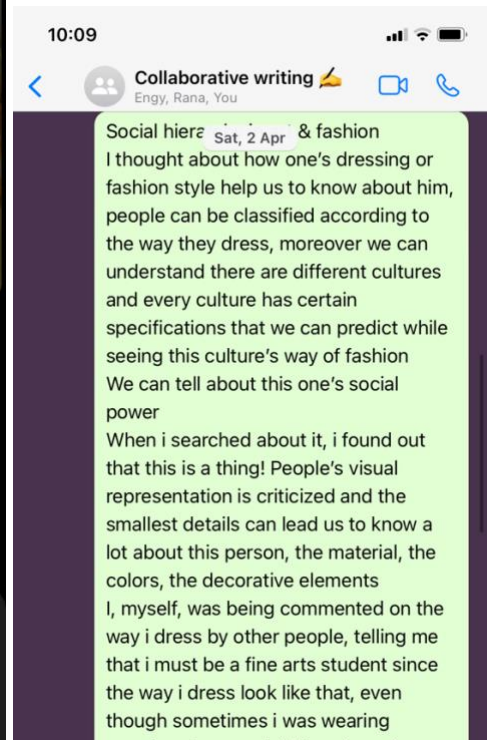 10:09
Collaborative writing ✍️
Engy, Rana, You
Sat, 2 Apr
Social hiera & fashion
I thought about how one's dressing or
fashion style help us to know about him,
people can be classified according to
the way they dress, moreover we can
understand there are different cultures
and every culture has certain
specifications that we can predict while
seeing this culture's way of fashion
We can tell about this one's social
power
When i searched about it, i found out
that this is a thing! People's visual
representation is criticized and the
smallest details can lead us to know a
lot about this person, the material, the
colors, the decorative elements
I, myself, was being commented on the
way i dress by other people, telling me
that i must be a fine arts student since
the way i dress look like that, even
though sometimes i was wearing